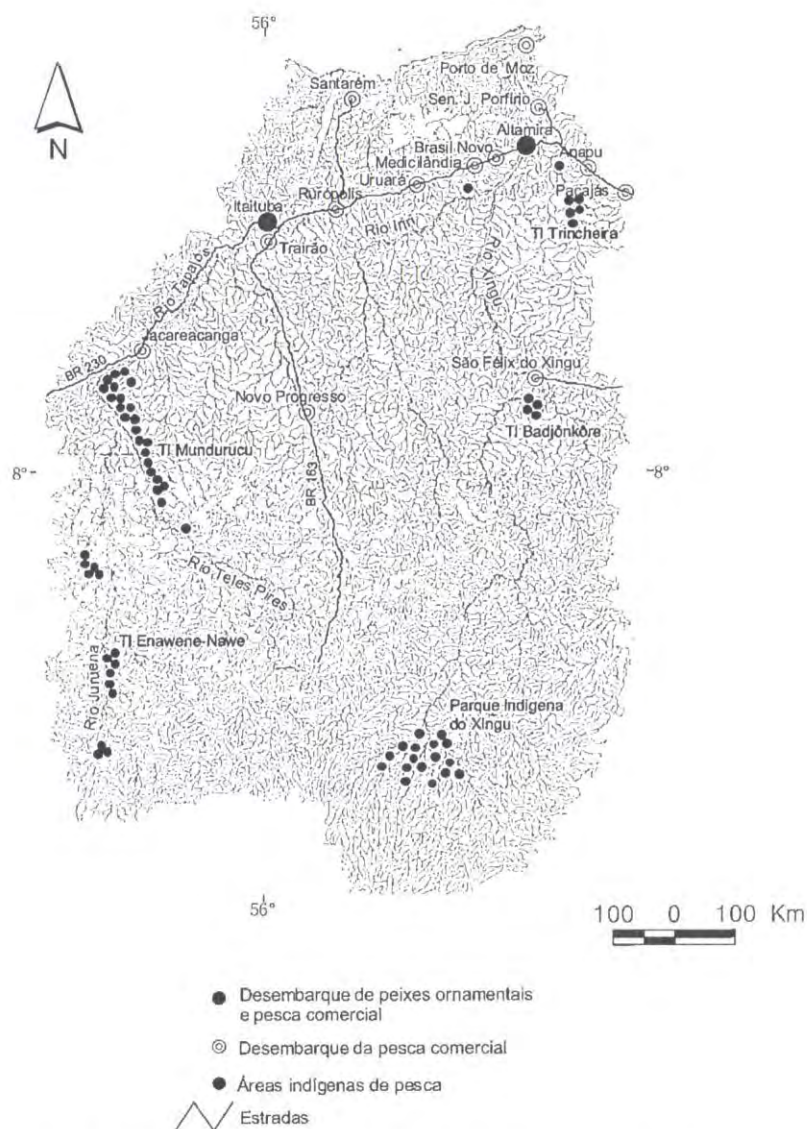 56°
N
Porto de Moz
Santarém
Sen. J. Porfírio
Altamira
Brasil Novo
Medicilândia
Anapu
Uruará
Pacajás
Rurópolis
Itaituba
TI Trincheira
Rio Iriri
Trairão
Rio Xingu
Rio Tapajós
Jacareacanga
São Félix do Xingu
BR 230
Novo Progresso
TI Badjônkôre
TI Mundurucu
8°
8°
BR 163
Rio Teles Pires
TI Enawene-Nawe
Rio Juruena
Parque Indígena
do Xingu
56°
100 0 100 Km
Desembarque de peixes ornamentais
e pesca comercial
Desembarque da pesca comercial
Áreas indígenas de pesca
Estradas